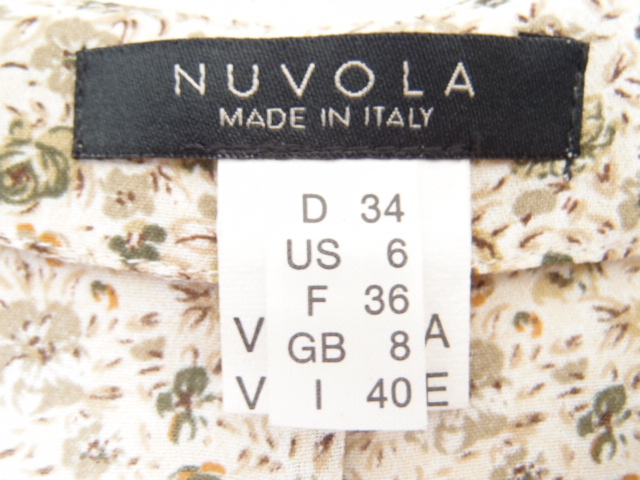 NUVOLA
MADE IN ITALY
D 34
US 6
F 36
V GB 8 A
V I 40 E